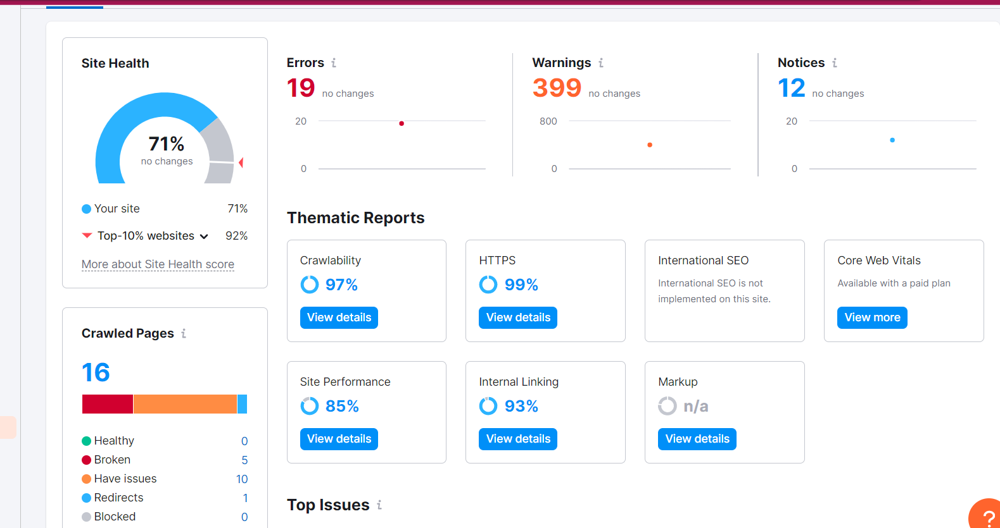 Site Health
71%
no changes
Your site 71%
Top-10% websites 92%
More about Site Health score
Crawled Pages i
16
Healthy 0
Broken 5
Have issues 10
Redirects 1
Blocked 0
Errors i
19 no changes
20
0
Warnings i
399 no changes
800
0
Notices i
12 no changes
20
0
Thematic Reports
Crawlability
97%
View details
HTTPS
99%
View details
International SEO
International SEO is not
implemented on this site.
Core Web Vitals
Available with a paid plan
View more
Site Performance
85%
View details
Internal Linking
93%
View details
Markup
n/a
View details
Top Issues i
?